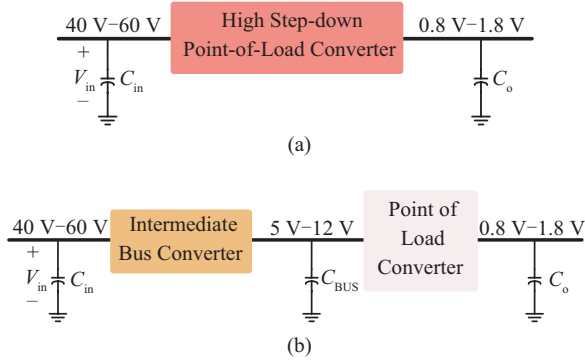 40 V−60 V
High Step-down
Point-of-Load Converter
0.8 V−1.8 V
+
Vin
−
Cin
Co
(a)
40 V−60 V
Intermediate
Bus Converter
5 V−12 V
Point of
Load
Converter
0.8 V−1.8 V
+
Vin
−
Cin
CBUS
Co
(b)